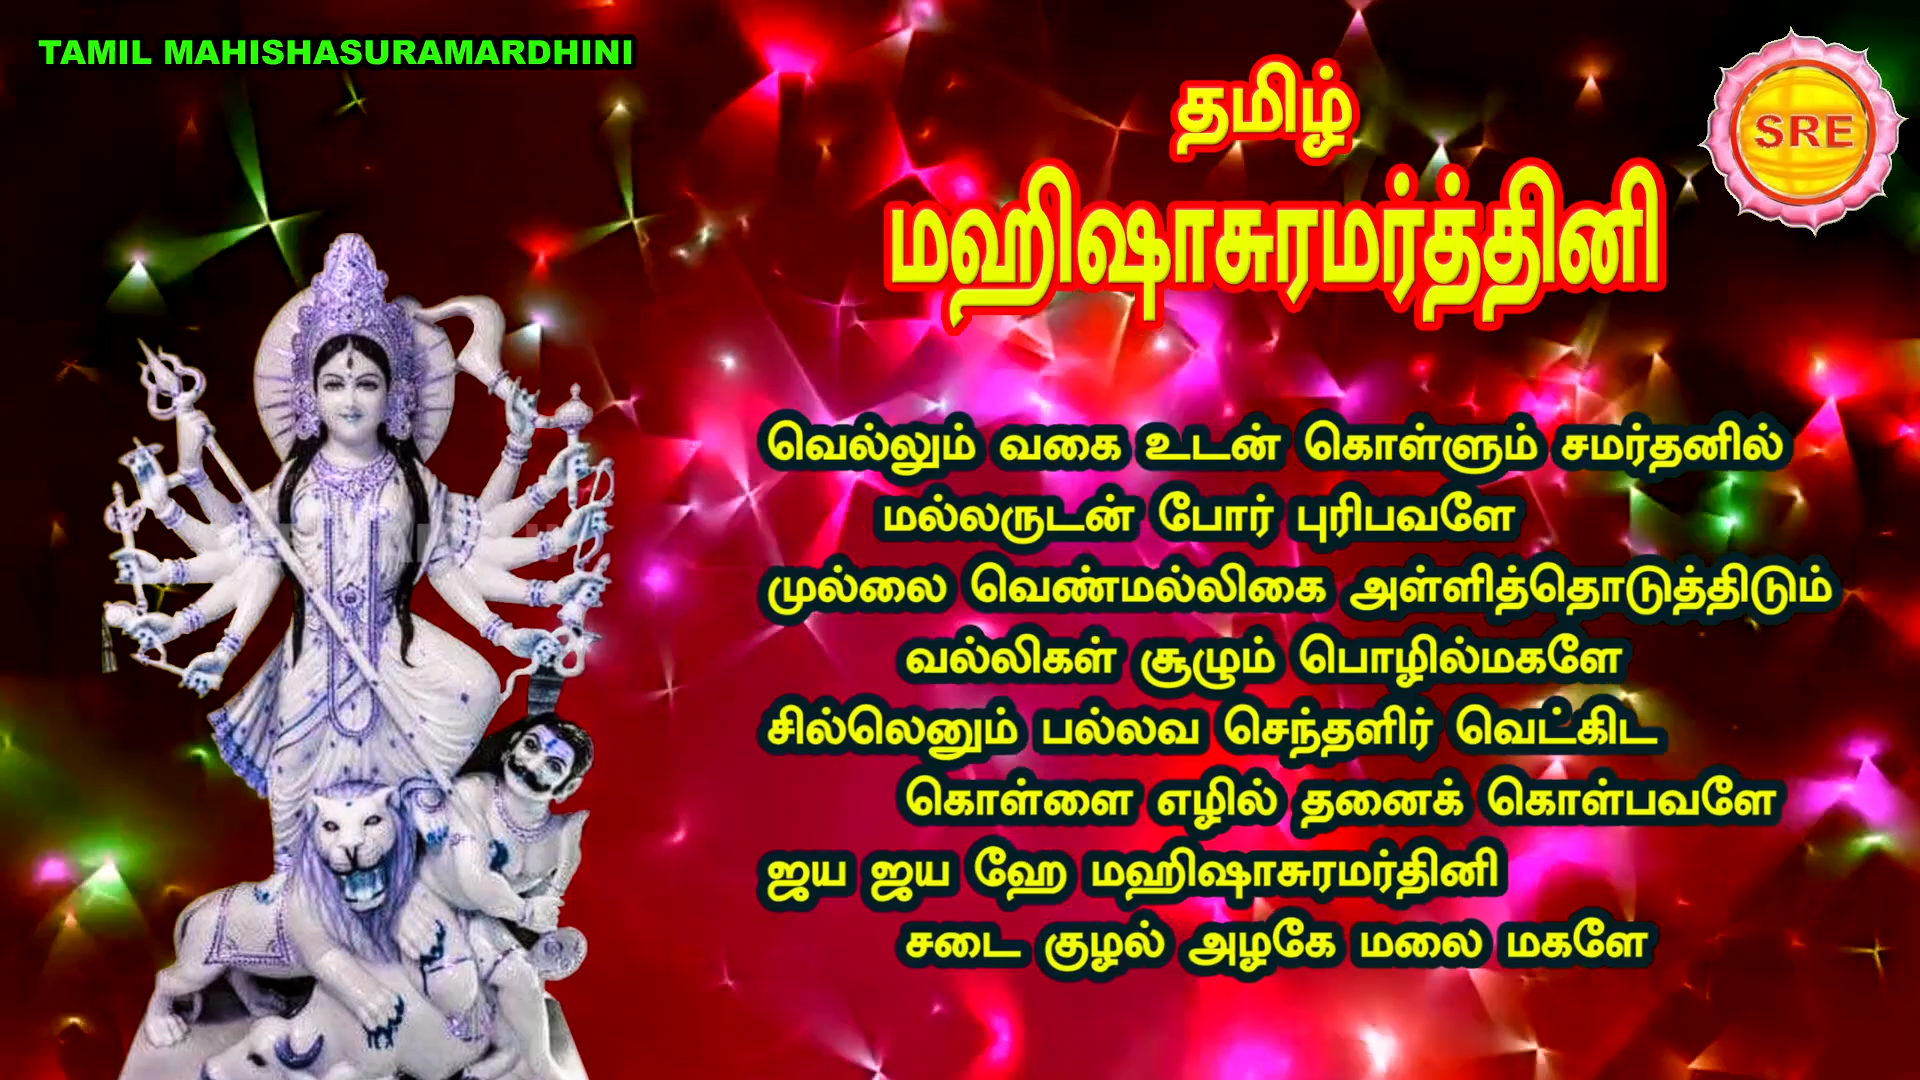 TAMIL MAHISHASURAMARDHINI
தமிழ்
SRE
மஹிஷாசுரமர்த்தினி
வெல்லும் வகை உடன் கொள்ளும் சமர்தனில்
மல்லருடன் போர் புரிபவளே
முல்லை வெண்மல்லிகை அள்ளித்தொடுத்திடும்
வல்லிகள் சூழும் பொழில்மகளே
சில்லெனும் பல்லவ செந்தளிர் வெட்கிட
கொள்ளை எழில் தனைக் கொள்பவளே
ஜய ஜய ஹே மஹிஷாசுரமர்தினி
சடை குழல் அழகே மலை மகளே